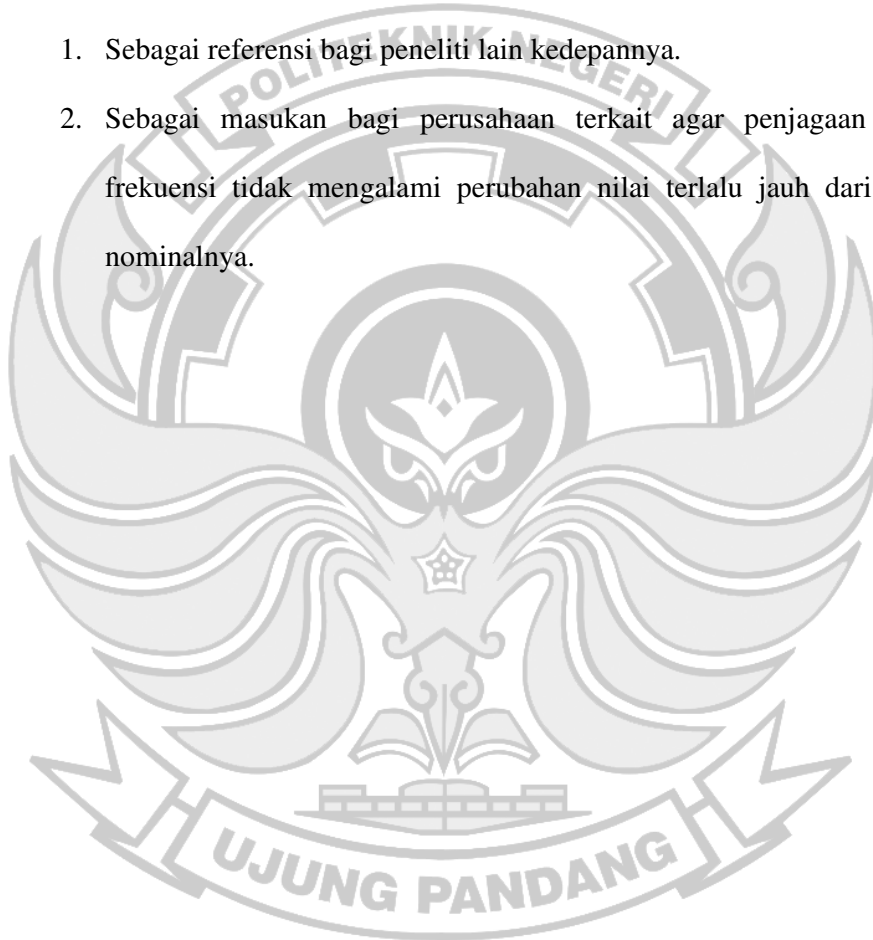 1. Sebagai referensi bagi peneliti lain kedepannya.
2. Sebagai masukan bagi perusahaan terkait agar penjagaan
frekuensi tidak mengalami perubahan nilai terlalu jauh dari
nominalnya.
POLITEKNIK NEGERI
UJUNG PANDANG